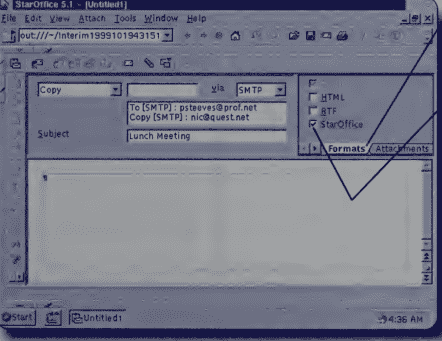 StarOffice 5.1 - [Untitled1]
File Edit View Attach Tools Window Help
out:///~/Interim1999101943151
Copy via SMTP
To [SMTP] : psteeves@prof.net
Copy [SMTP] : nic@quest.net
Subject Lunch Meeting
HTML
RTF
StarOffice
Formats Attachments
Start Untitled1 4:36 AM